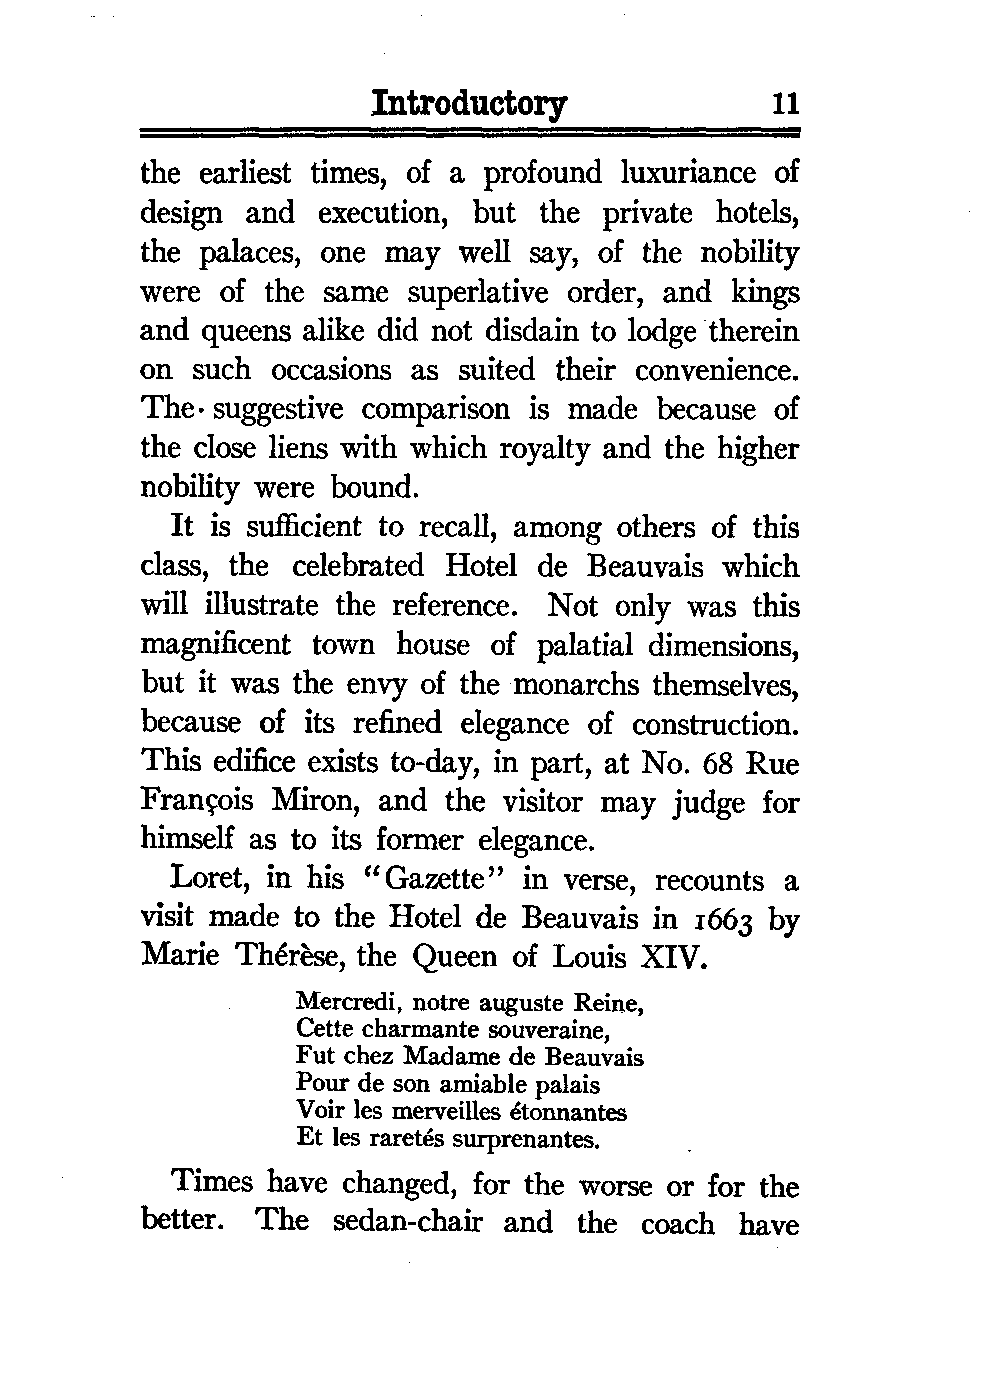 Introductory 11
the earliest times, of a profound luxuriance of
design and execution, but the private hotels,
the palaces, one may well say, of the nobility
were of the same superlative order, and kings
and queens alike did not disdain to lodge therein
on such occasions as suited their convenience.
The suggestive comparison is made because of
the close liens with which royalty and the higher
nobility were bound.
It is sufficient to recall, among others of this
class, the celebrated Hotel de Beauvais which
will illustrate the reference. Not only was this
magnificent town house of palatial dimensions,
but it was the envy of the monarchs themselves,
because of its refined elegance of construction.
This edifice exists to-day, in part, at No. 68 Rue
François Miron, and the visitor may judge for
himself as to its former elegance.
Loret, in his “Gazette” in verse, recounts a
visit made to the Hotel de Beauvais in 1663 by
Marie Thérèse, the Queen of Louis XIV.
Mercredi, notre auguste Reine,
Cette charmante souveraine,
Fut chez Madame de Beauvais
Pour de son amiable palais
Voir les merveilles étonnantes
Et les raretés surprenantes.
Times have changed, for the worse or for the
better. The sedan-chair and the coach have